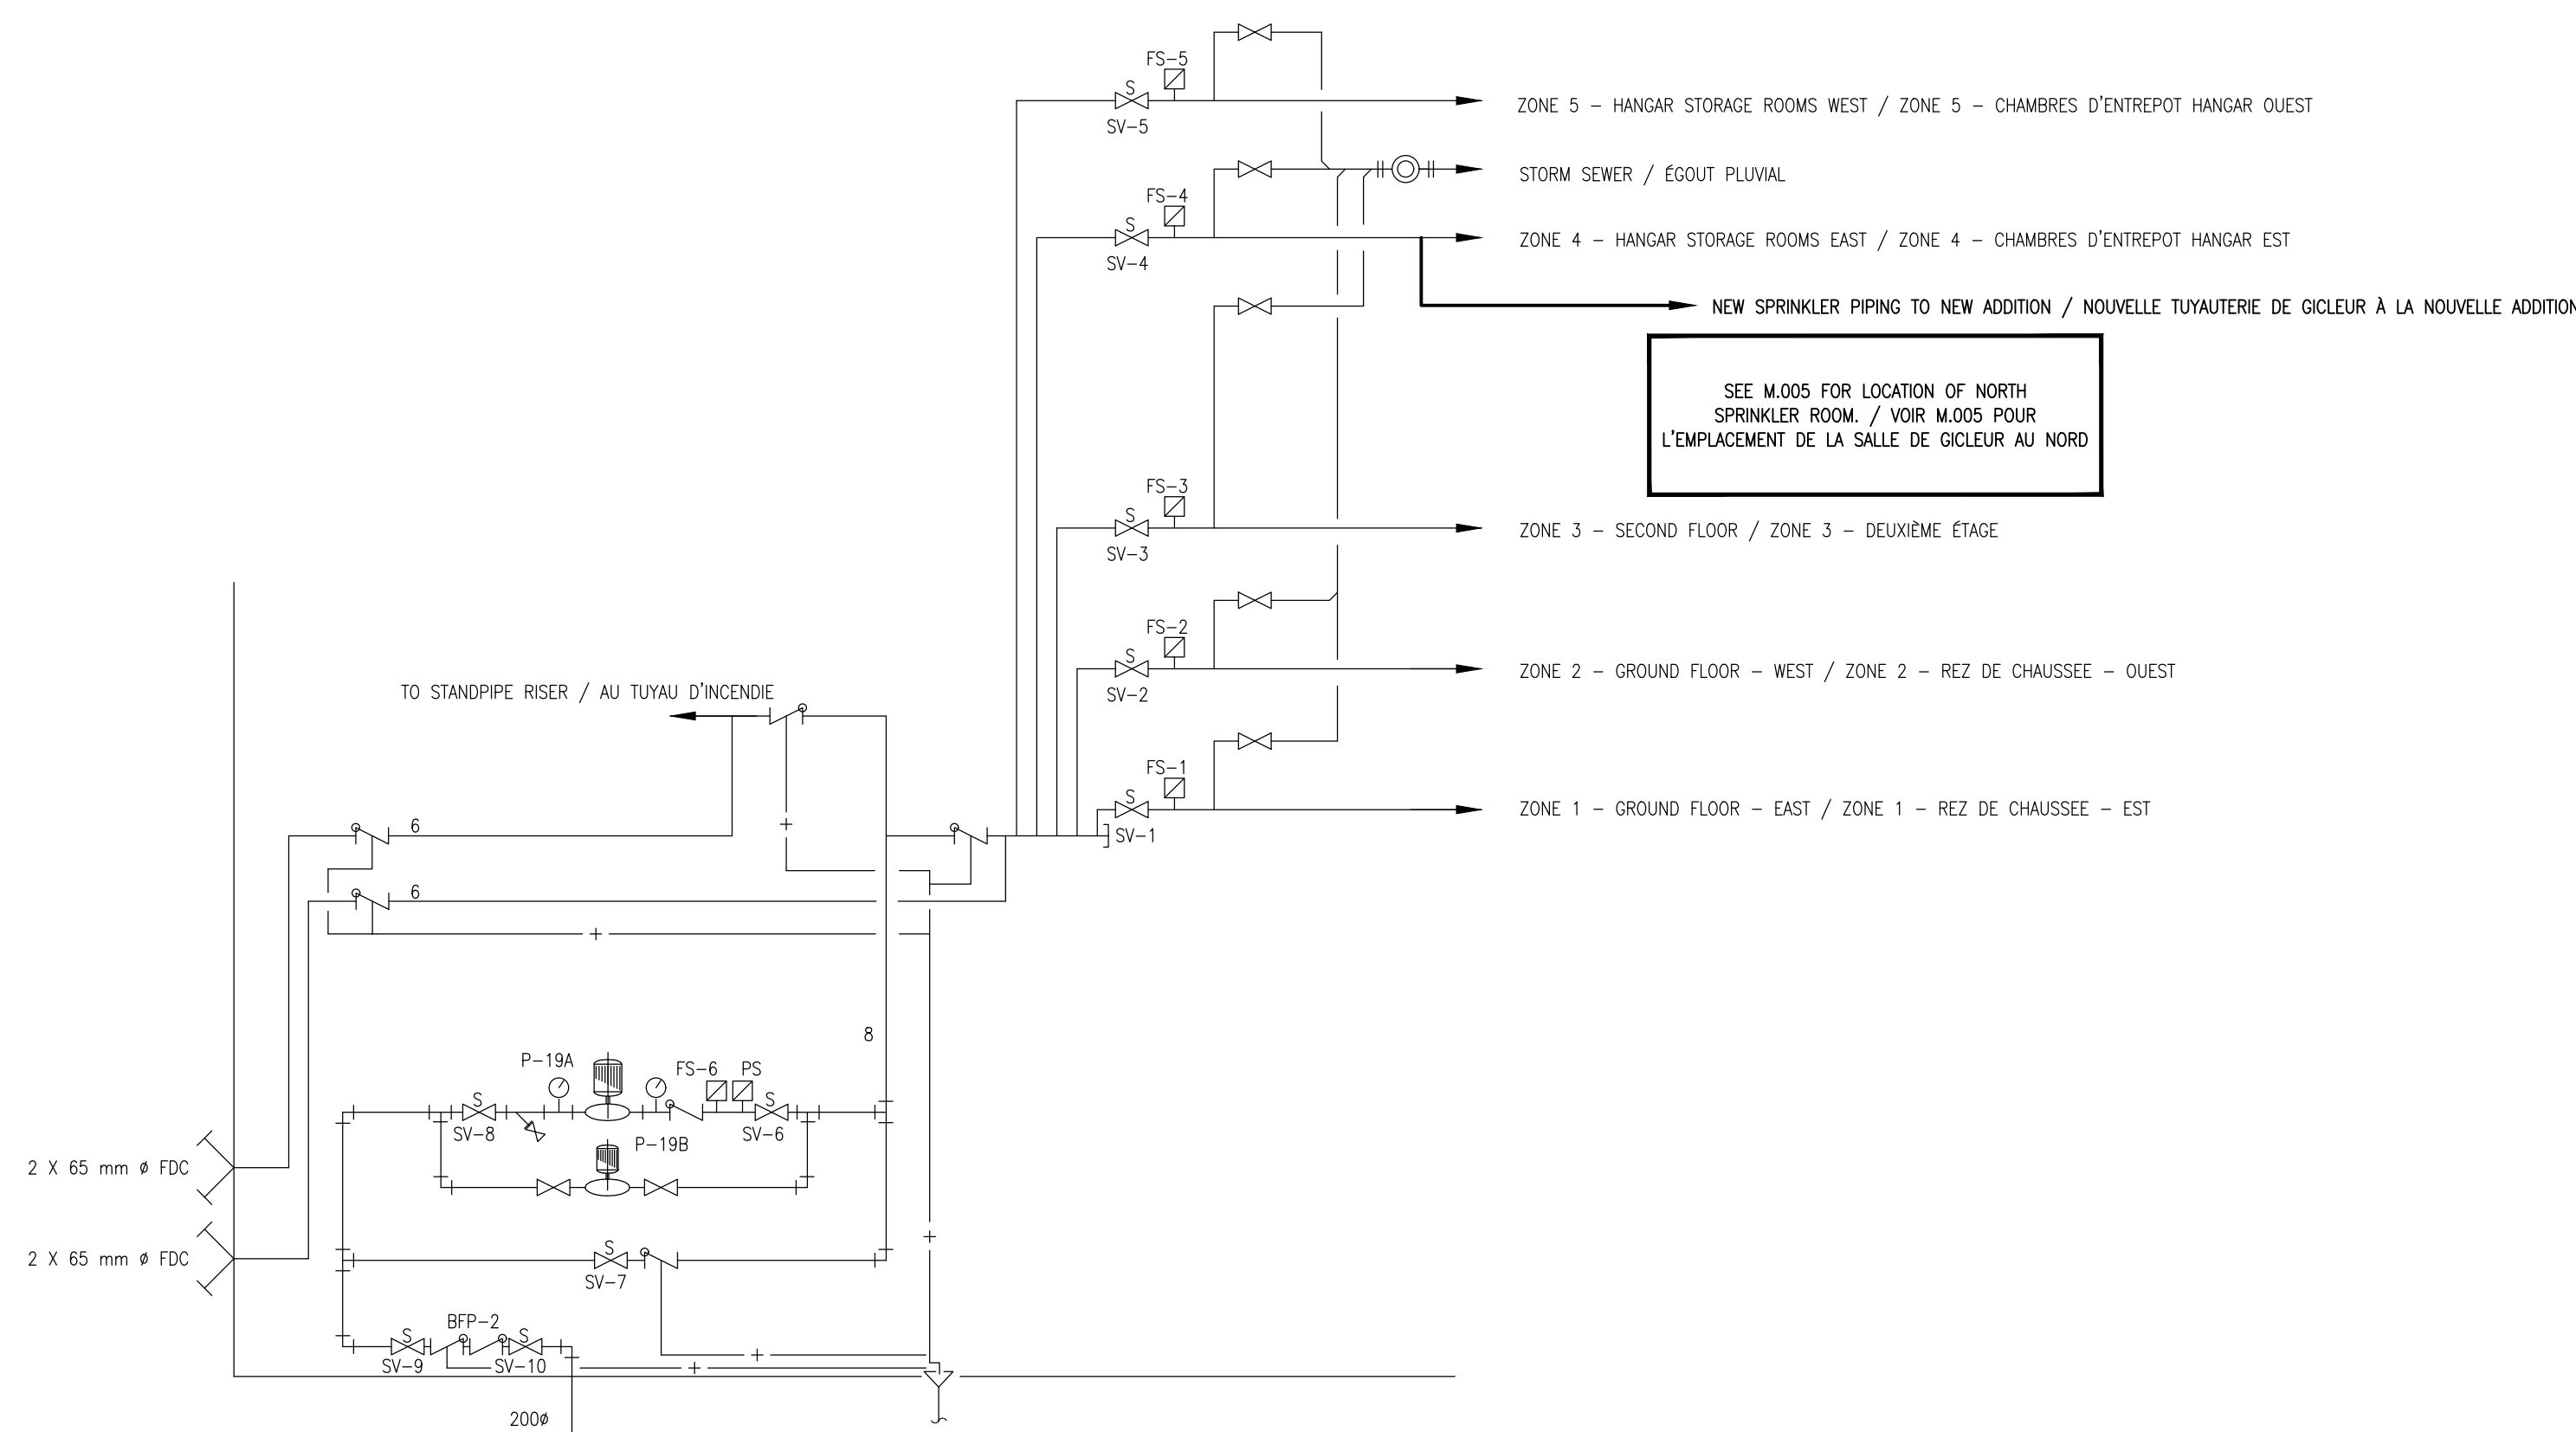 FS-5
S
SV-5
ZONE 5 - HANGAR STORAGE ROOMS WEST / ZONE 5 - CHAMBRES D'ENTREPOT HANGAR OUEST
STORM SEWER / ÉGOUT PLUVIAL
FS-4
S
SV-4
ZONE 4 - HANGAR STORAGE ROOMS EAST / ZONE 4 - CHAMBRES D'ENTREPOT HANGAR EST
NEW SPRINKLER PIPING TO NEW ADDITION / NOUVELLE TUYAUTERIE DE GICLEUR À LA NOUVELLE ADDITION
SEE M.005 FOR LOCATION OF NORTH
SPRINKLER ROOM. / VOIR M.005 POUR
L'EMPLACEMENT DE LA SALLE DE GICLEUR AU NORD
FS-3
S
SV-3
ZONE 3 - SECOND FLOOR / ZONE 3 - DEUXIÈME ÉTAGE
FS-2
S
SV-2
ZONE 2 - GROUND FLOOR - WEST / ZONE 2 - REZ DE CHAUSSEE - OUEST
TO STANDPIPE RISER / AU TUYAU D'INCENDIE
FS-1
S
SV-1
ZONE 1 - GROUND FLOOR - EAST / ZONE 1 - REZ DE CHAUSSEE - EST
6
6
8
P-19A
FS-6 PS
S
S
SV-8
SV-6
P-19B
2 X 65 mm ø FDC
2 X 65 mm ø FDC
S
SV-7
BFP-2
S
S
SV-9
SV-10
200ø